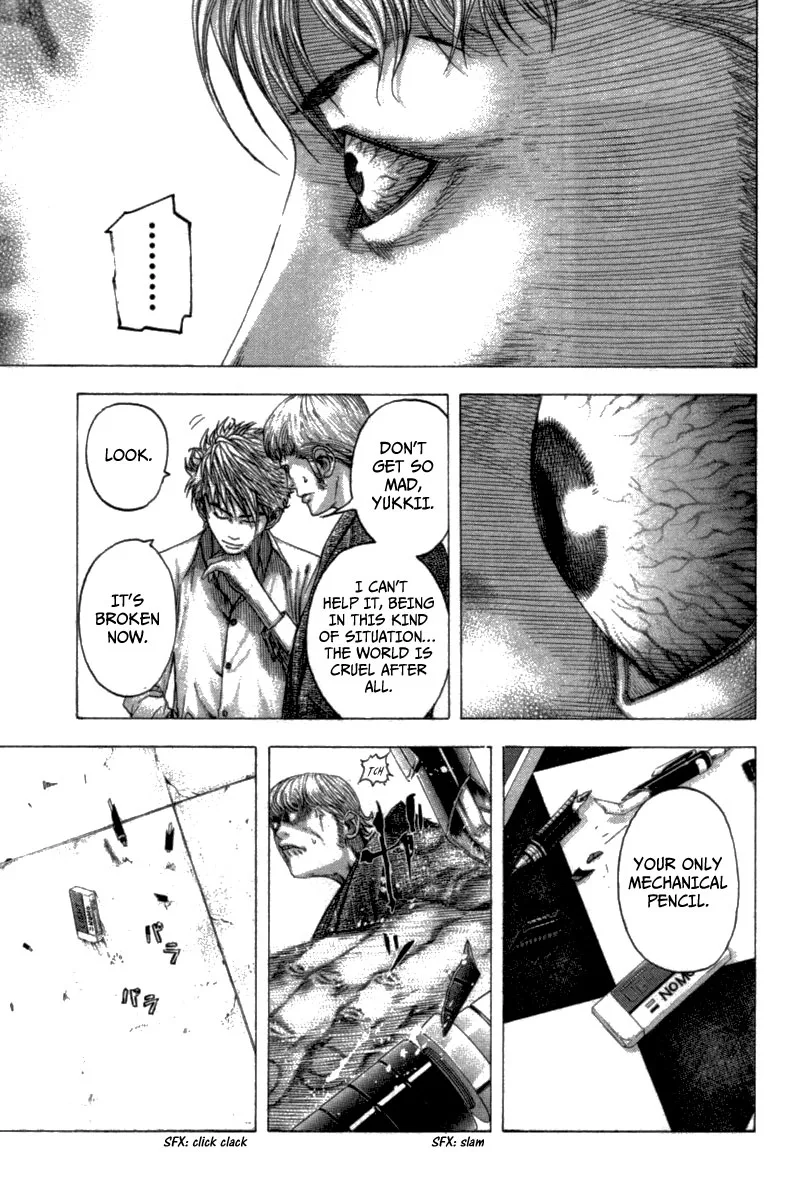 .........
DON'T
GET SO
MAD,
YUKKII.
I CAN'T
HELP IT, BEING
IN THIS KIND
OF SITUATION...
THE WORLD IS
CRUEL AFTER
ALL.
LOOK.
IT'S
BROKEN
NOW.
YOUR ONLY
MECHANICAL
PENCIL.
TCH
パラ
パラ
SFX: slam
SFX: click clack